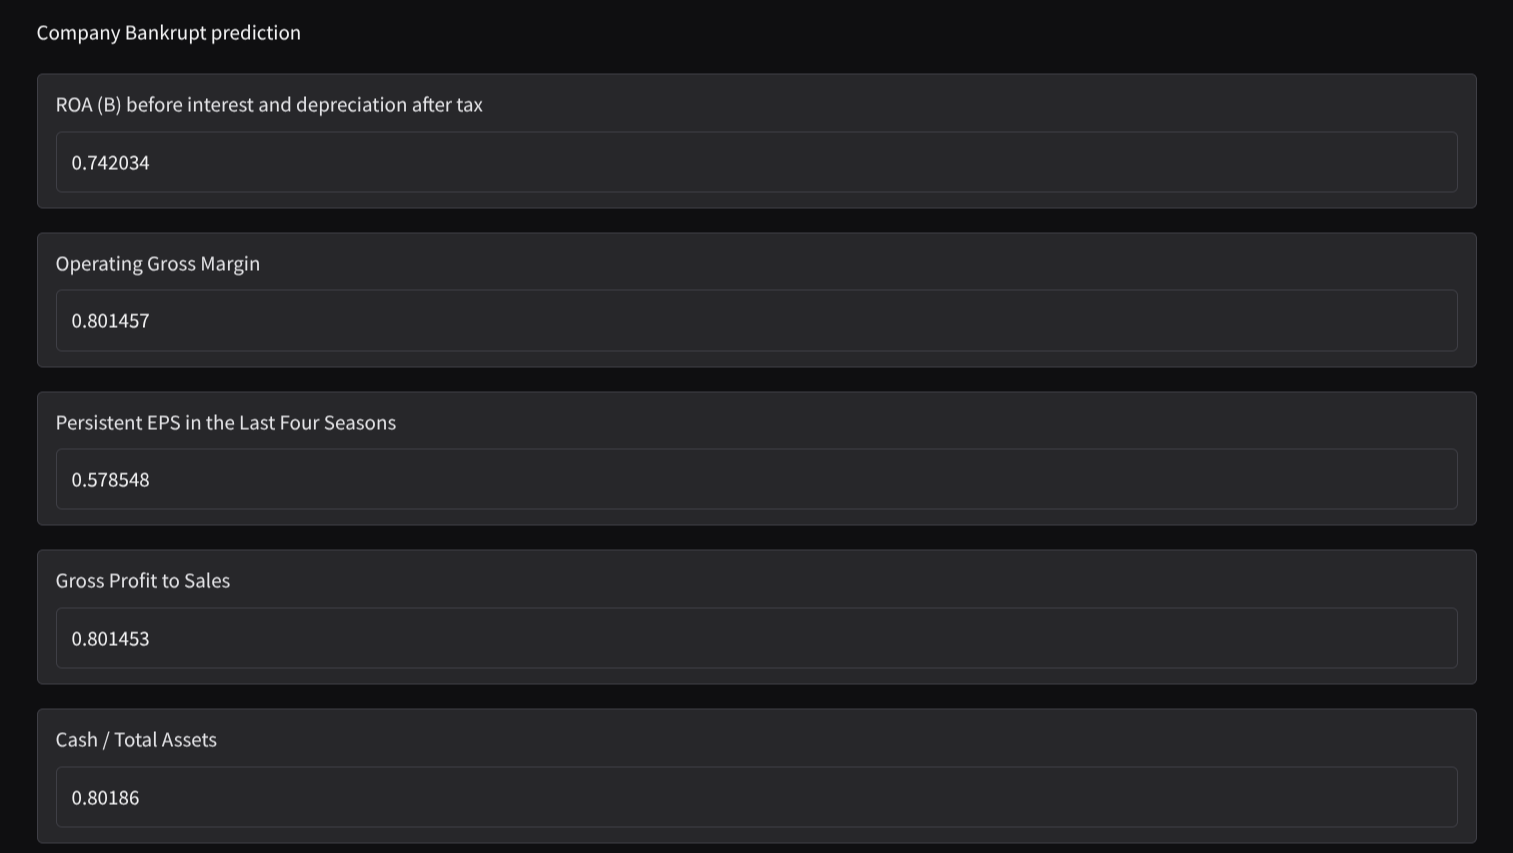 Company Bankrupt prediction
ROA (B) before interest and depreciation after tax
0.742034
Operating Gross Margin
0.801457
Persistent EPS in the Last Four Seasons
0.578548
Gross Profit to Sales
0.801453
Cash / Total Assets
0.80186